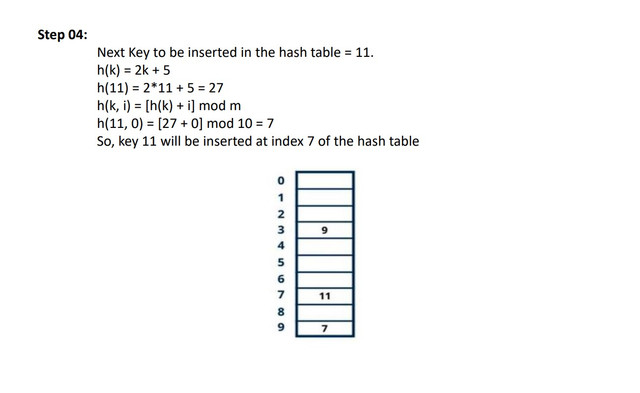 Step 04:
Next Key to be inserted in the hash table = 11.
h(k) = 2k + 5
h(11) = 2*11 + 5 = 27
h(k, i) = [h(k) + i] mod m
h(11, 0) = [27 + 0] mod 10 = 7
So, key 11 will be inserted at index 7 of the hash table
0
1
2
3 9
4
5
6
7 11
8
9 7